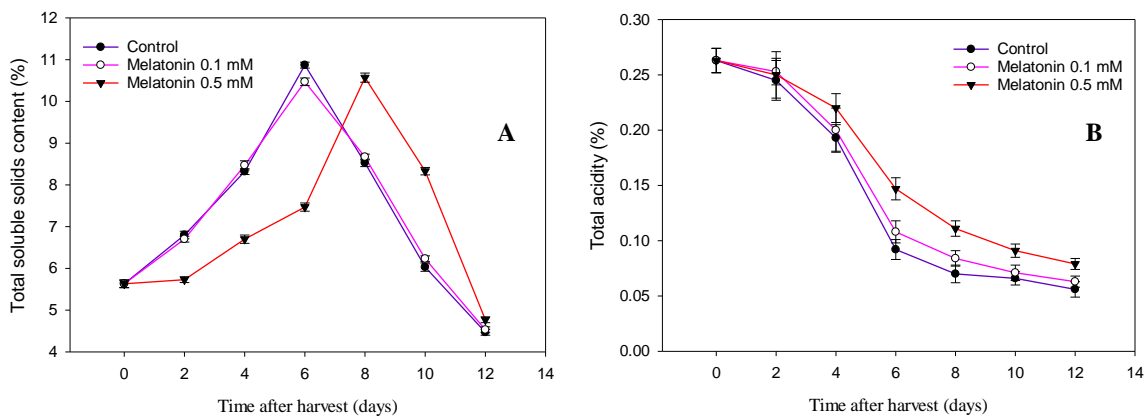 Total soluble solids content (%)
12
11
10
9
8
7
6
5
4
Control
Melatonin 0.1 mM
Melatonin 0.5 mM
A
0 2 4 6 8 10 12 14
Time after harvest (days)
Total acidity (%)
0.30
0.25
0.20
0.15
0.10
0.05
0.00
Control
Melatonin 0.1 mM
Melatonin 0.5 mM
B
0 2 4 6 8 10 12 14
Time after harvest (days)